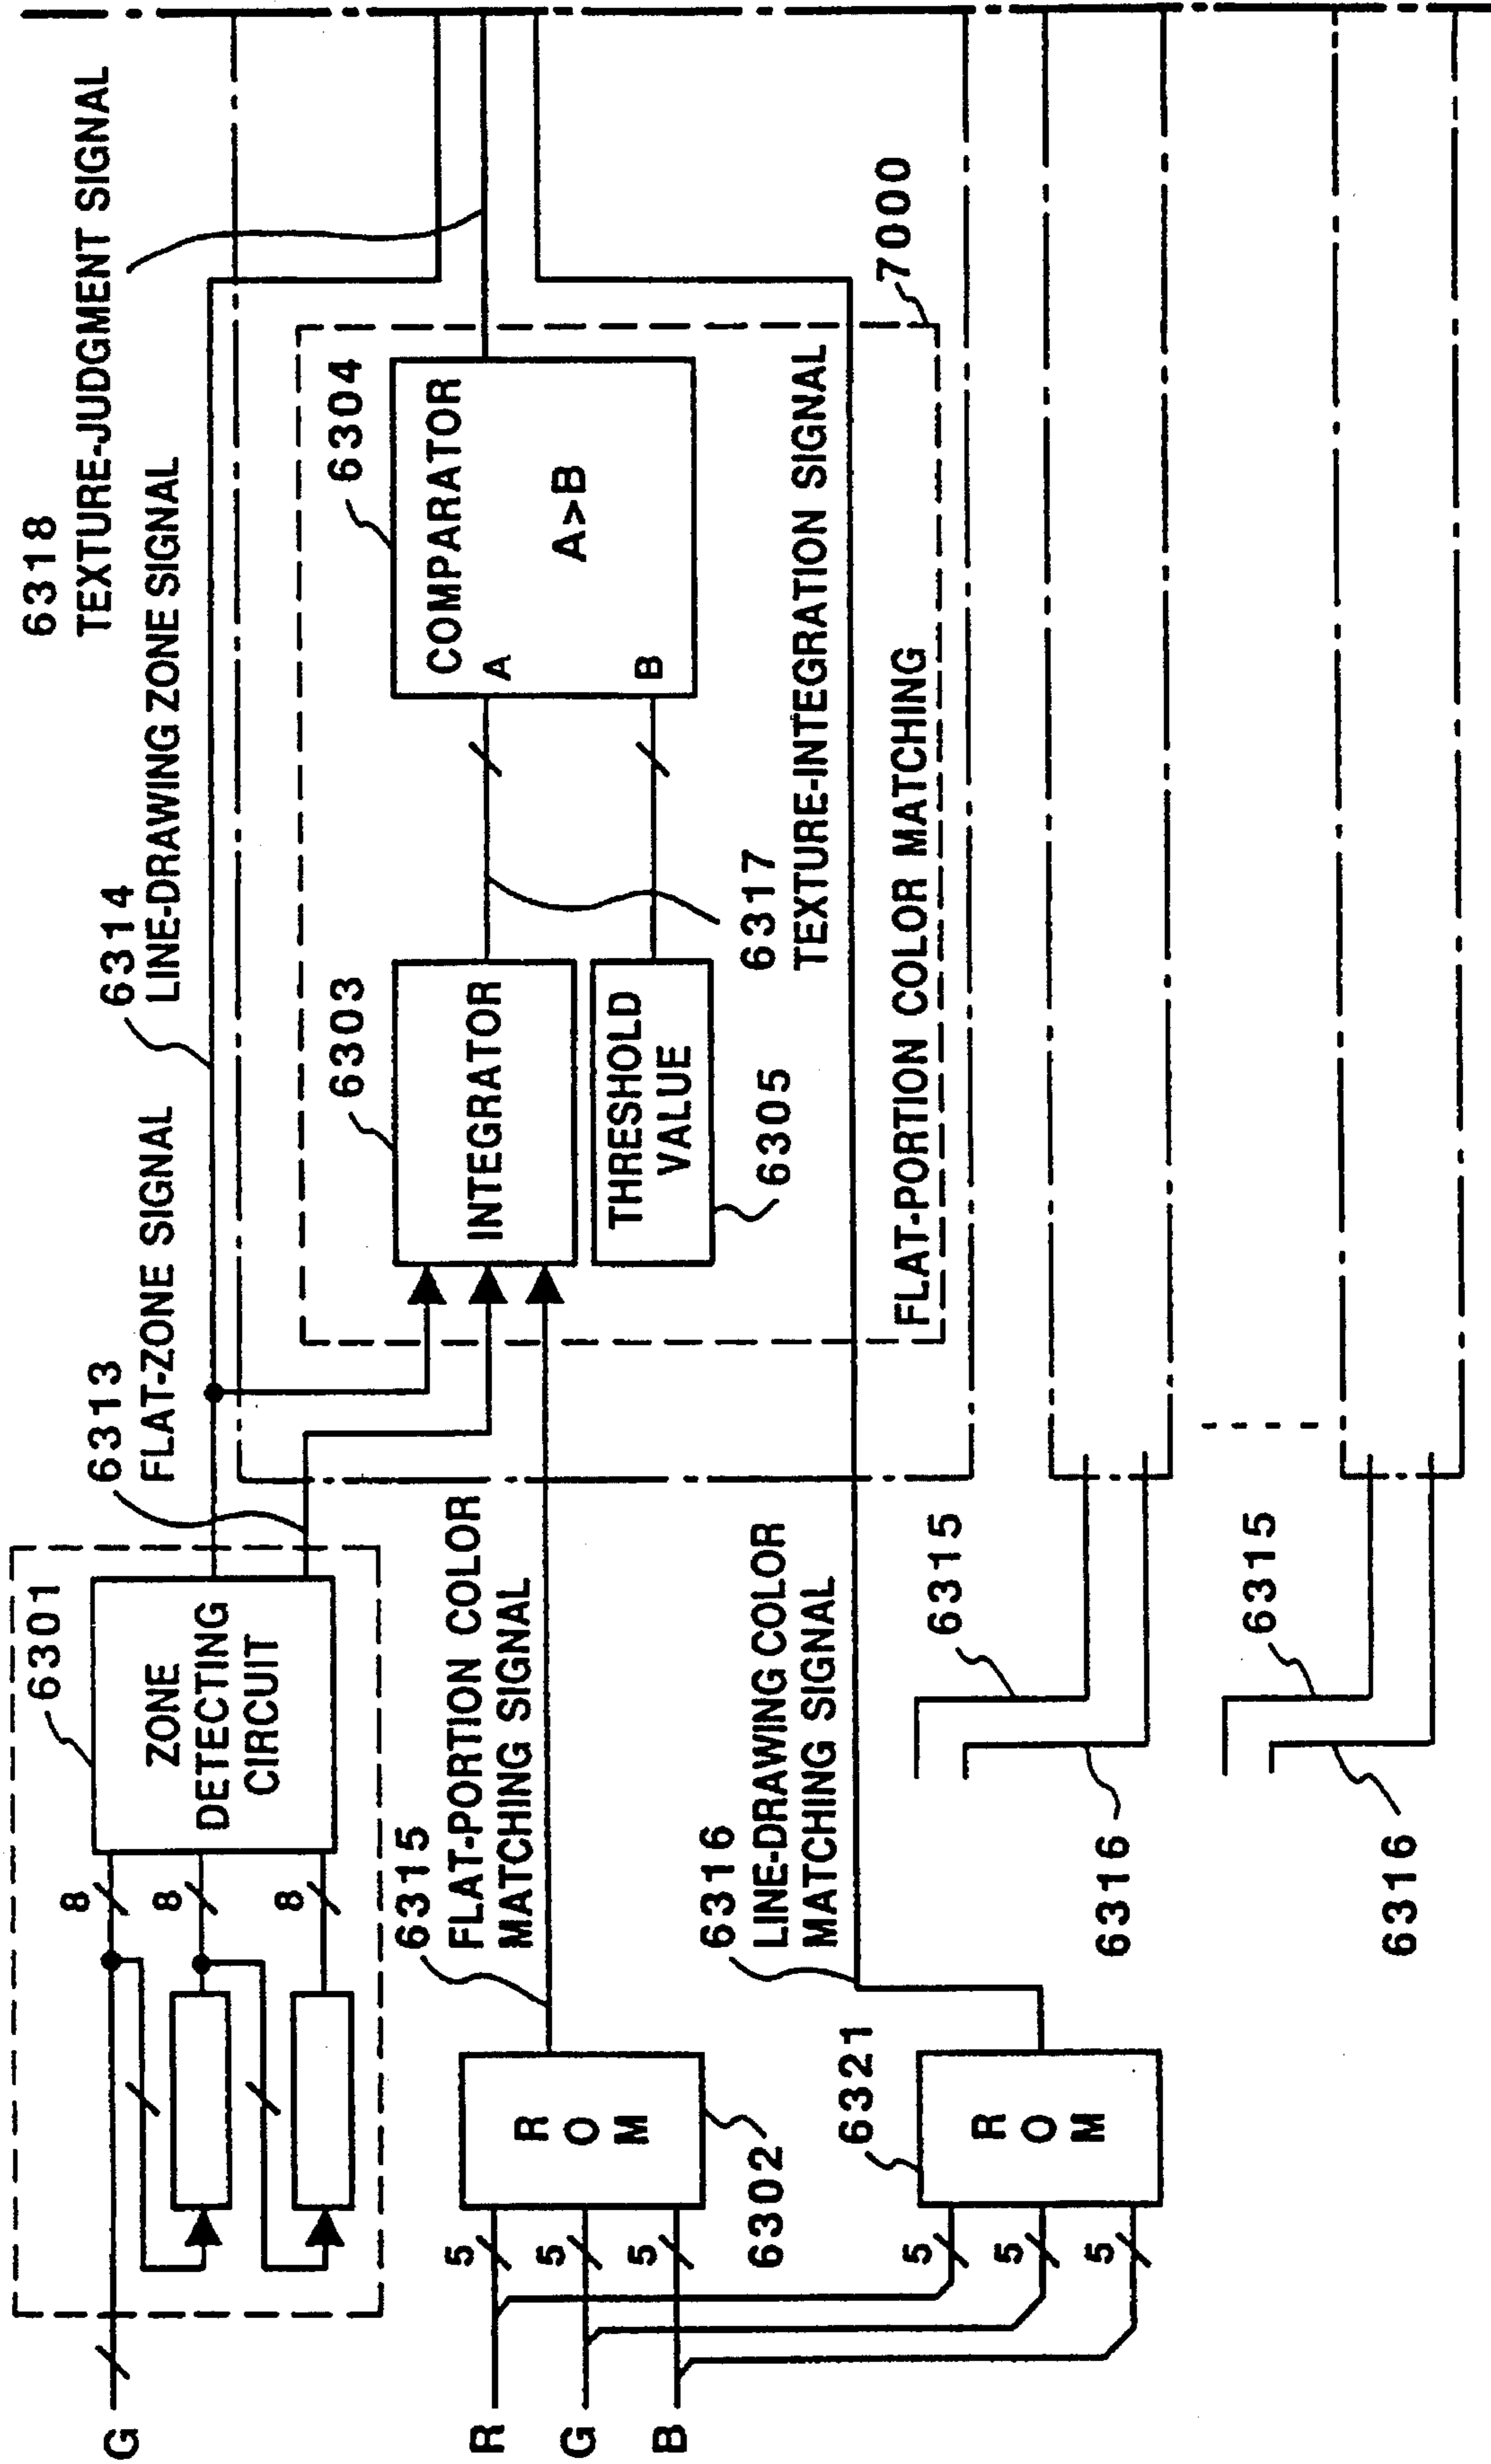 6318
TEXTURE-JUDGMENT SIGNAL
6314
LINE-DRAWING ZONE SIGNAL
6313
FLAT-ZONE SIGNAL
6301
ZONE
DETECTING
CIRCUIT
8
8
8
G
6303
INTEGRATOR
THRESHOLD
VALUE
6305
6304
COMPARATOR
A
A>B
B
6317
TEXTURE-INTEGRATION SIGNAL
FLAT-PORTION COLOR MATCHING
7000
6315
FLAT-PORTION COLOR
MATCHING SIGNAL
ROM
6302
5
5
5
R
G
B
6316
LINE-DRAWING COLOR
MATCHING SIGNAL
6321
ROM
5
5
5
6315
6316
6315
6316